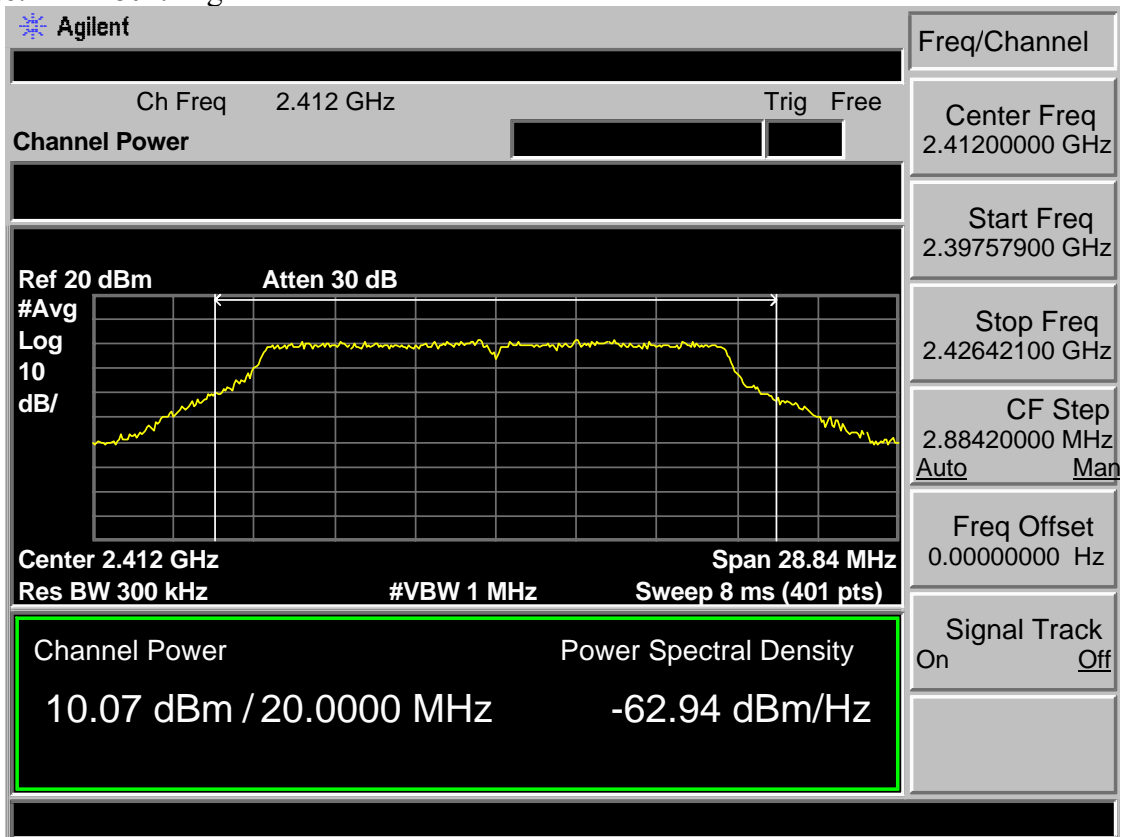 Agilent
Freq/Channel
Ch Freq 2.412 GHz Trig Free
Channel Power
Center Freq
2.41200000 GHz
Start Freq
2.39757900 GHz
Stop Freq
2.42642100 GHz
CF Step
2.88420000 MHz
Auto Man
Freq Offset
0.00000000 Hz
Signal Track
On Off
Ref 20 dBm Atten 30 dB
#Avg
Log
10
dB/
Center 2.412 GHz Span 28.84 MHz
Res BW 300 kHz #VBW 1 MHz Sweep 8 ms (401 pts)
Channel Power Power Spectral Density
10.07 dBm / 20.0000 MHz -62.94 dBm/Hz